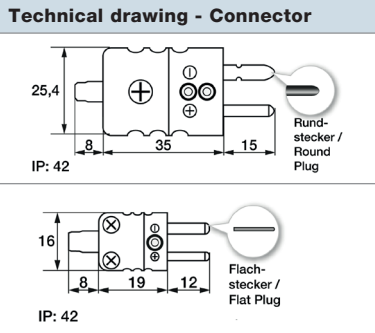 Technical drawing - Connector
25,4
8
35
15
Rund-
stecker /
Round
Plug
IP: 42
16
8
19
12
Flach-
stecker /
Flat Plug
IP: 42